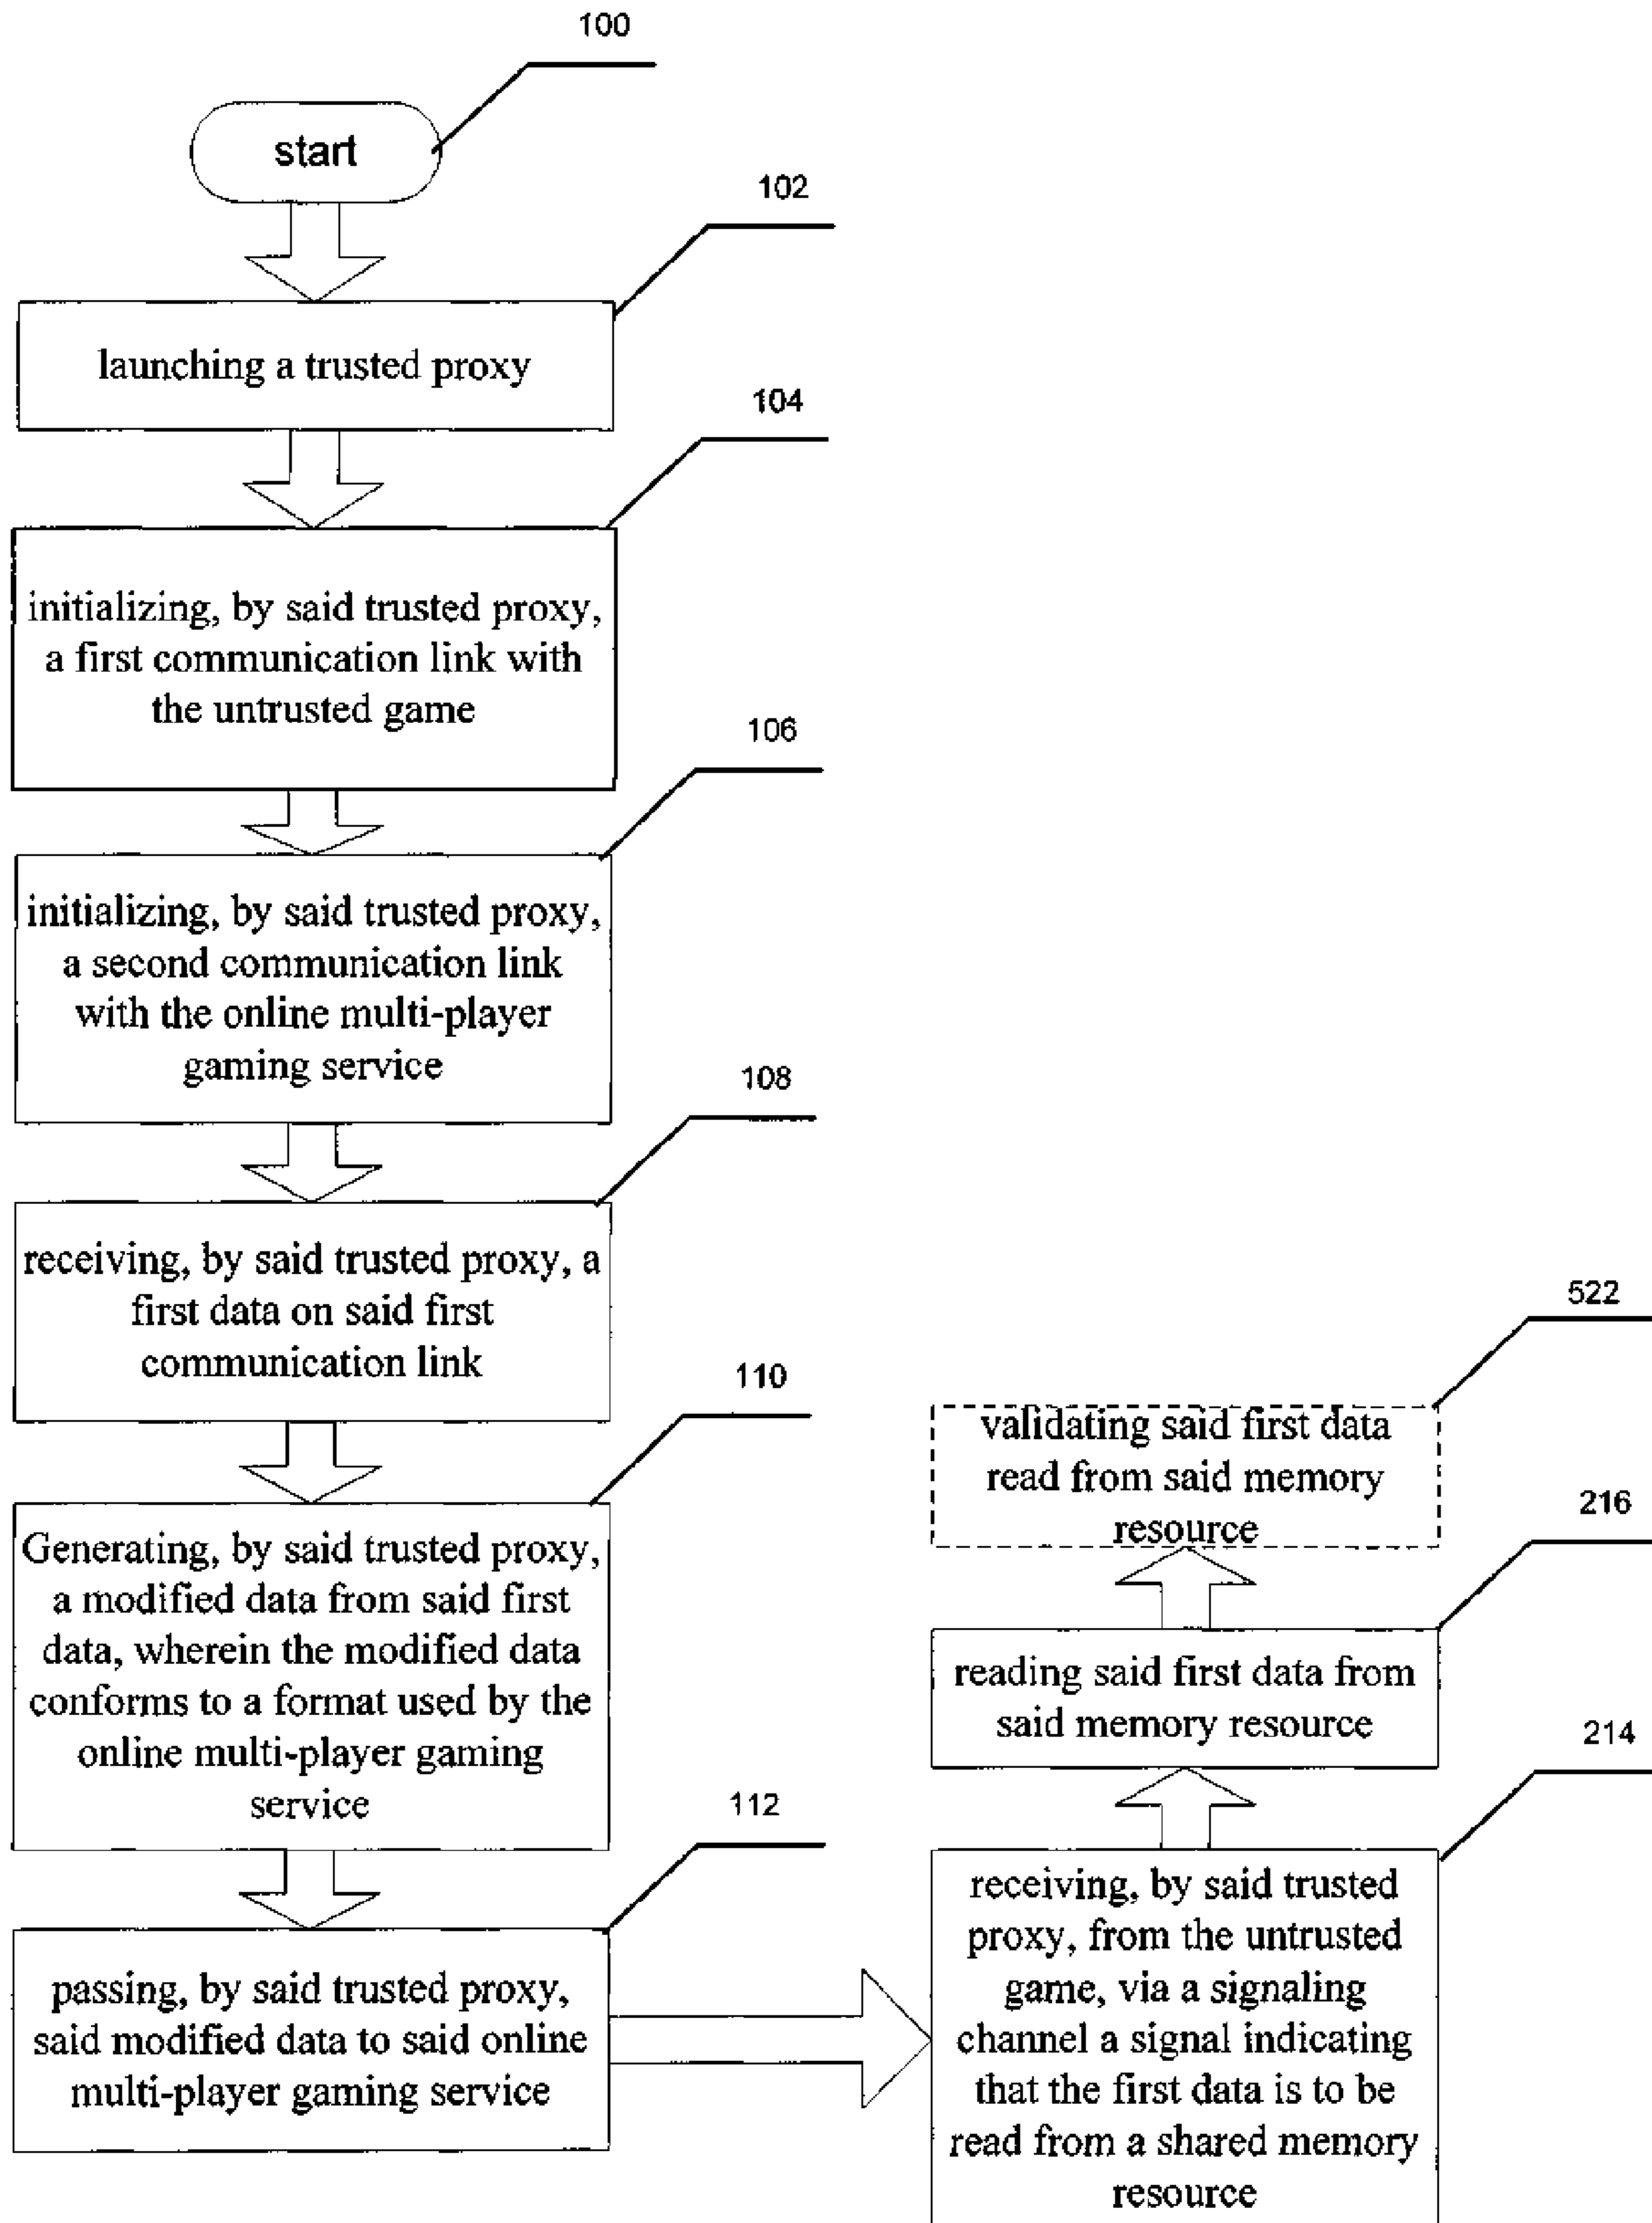 100
start
102
launching a trusted proxy
104
initializing, by said trusted proxy,
a first communication link with
the untrusted game
106
initializing, by said trusted proxy,
a second communication link
with the online multi-player
gaming service
108
receiving, by said trusted proxy, a
first data on said first
communication link
110
Generating, by said trusted proxy,
a modified data from said first
data, wherein the modified data
conforms to a format used by the
online multi-player gaming
service
112
passing, by said trusted proxy,
said modified data to said online
multi-player gaming service
522
validating said first data
read from said memory
resource
216
reading said first data from
said memory resource
214
receiving, by said trusted
proxy, from the untrusted
game, via a signaling
channel a signal indicating
that the first data is to be
read from a shared memory
resource